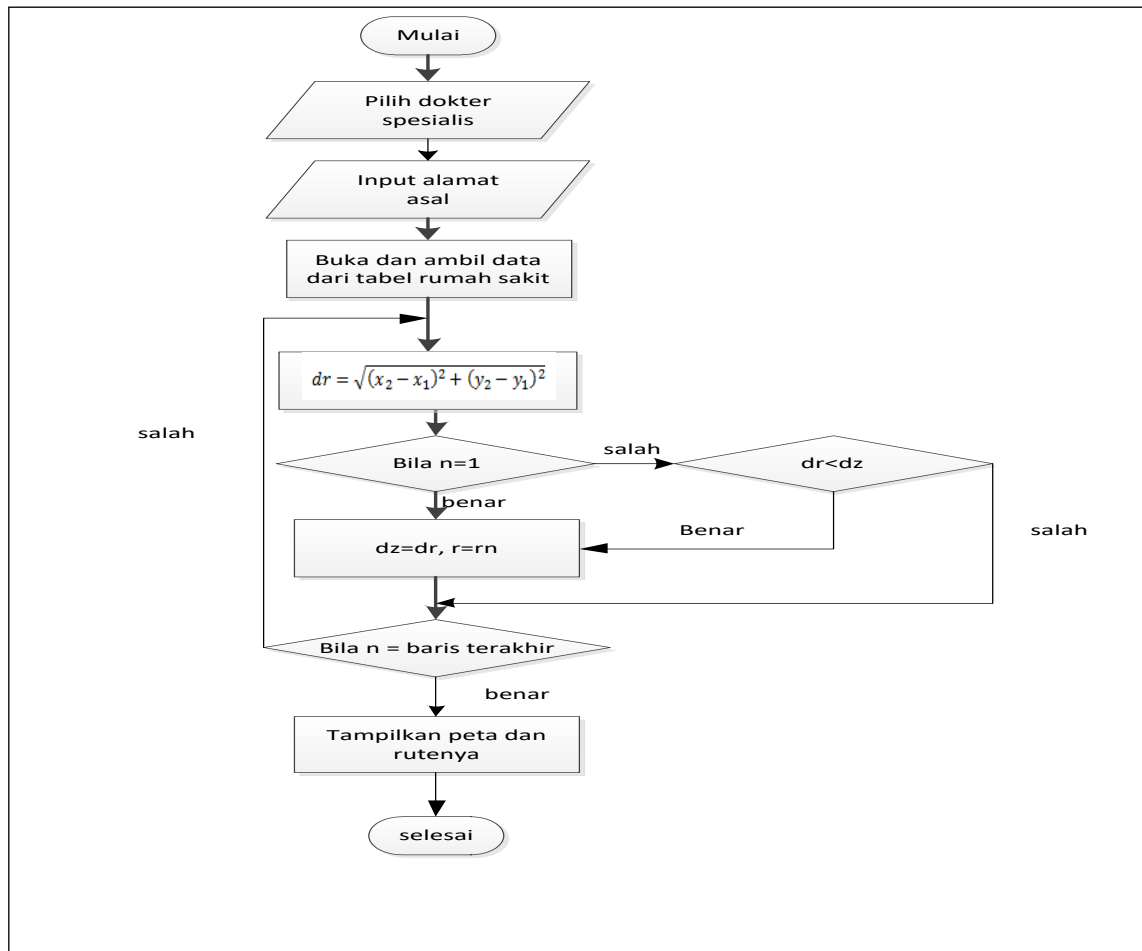 Mulai
Pilih dokter
spesialis
Input alamat
asal
Buka dan ambil data
dari tabel rumah sakit
dr = √((x₂ − x₁)² + (y₂ − y₁)²)
salah
Bila n=1
salah
dr<dz
benar
dz=dr, r=rn
Benar
salah
Bila n = baris terakhir
benar
Tampilkan peta dan
rutenya
selesai